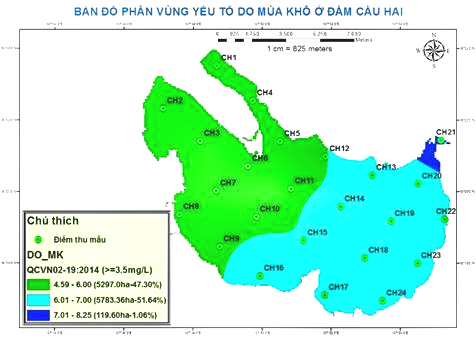 BẢN ĐỒ PHÂN VÙNG YẾU TỐ DO MÙA KHÔ Ở ĐẦM CẦU HAI
0 875 1.750 3.500 5.250 7.000
Meters
1 cm = 825 meters
CH1
CH2
CH4
CH3
CH5
CH12
CH21
CH6
CH13
CH20
CH7
CH11
CH14
CH8
CH10
CH19
CH22
CH9
CH15
CH18
CH23
CH16
CH17
CH24
Chú thích
Điểm thu mẫu
DO_MK
QCVN02-19:2014 (>=3.5mg/L)
4.59 - 6.00 (5297.0ha-47.30%)
6.01 - 7.00 (5783.36ha-51.64%)
7.01 - 8.25 (119.60ha-1.06%)